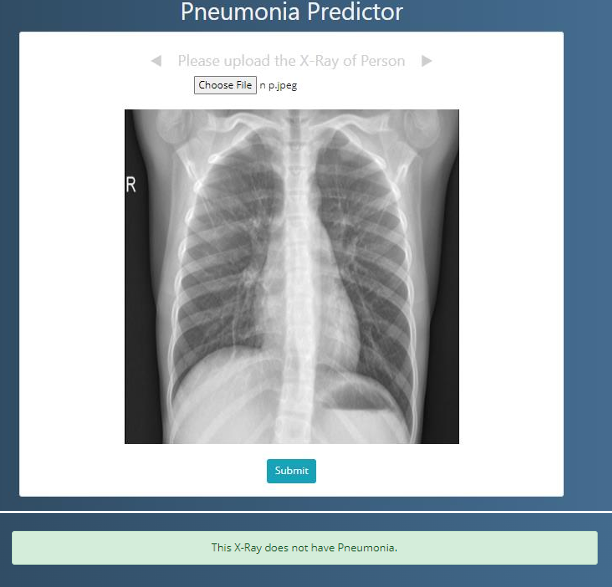 Pneumonia Predictor
◀ Please upload the X-Ray of Person ▶
Choose File n p.jpeg
R
Submit
This X-Ray does not have Pneumonia.